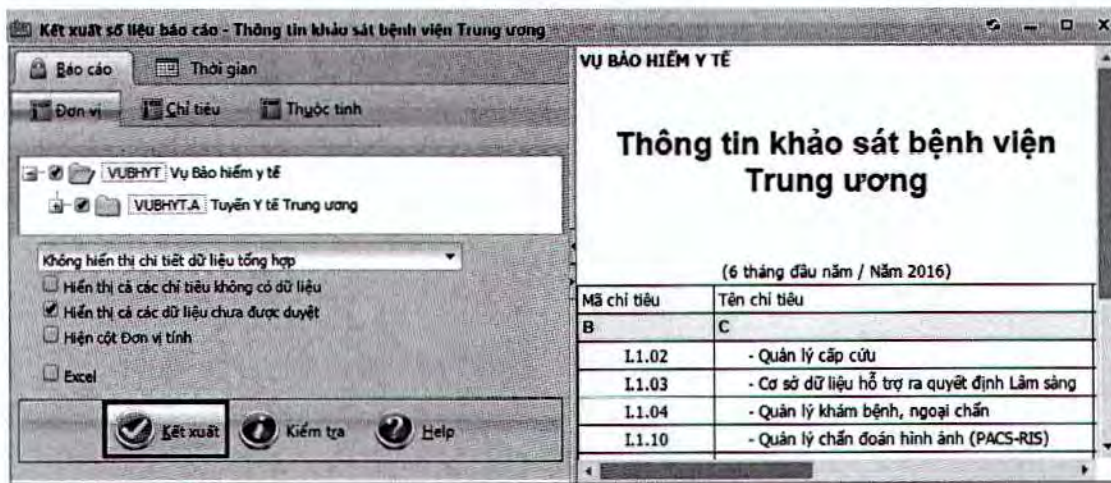 Kết xuất số liệu báo cáo - Thông tin khảo sát bệnh viện Trung ương
Báo cáo
Thời gian
Đơn vị
Chỉ tiêu
Thuộc tính
VUBHYT Vụ Bảo hiểm y tế
VUBHYT.A Tuyến Y tế Trung ương
Không hiển thị chi tiết dữ liệu tổng hợp
Hiển thị cả các chỉ tiêu không có dữ liệu
Hiển thị cả các dữ liệu chưa được duyệt
Hiện cột Đơn vị tính
Excel
Kết xuất
Kiểm tra
Help
VỤ BẢO HIỂM Y TẾ
Thông tin khảo sát bệnh viện
Trung ương
(6 tháng đầu năm / Năm 2016)
Mã chỉ tiêu Tên chỉ tiêu
B C
I.1.02 - Quản lý cấp cứu
I.1.03 - Cơ sở dữ liệu hỗ trợ ra quyết định Lâm sàng
I.1.04 - Quản lý khám bệnh, ngoại chẩn
I.1.10 - Quản lý chẩn đoán hình ảnh (PACS-RIS)